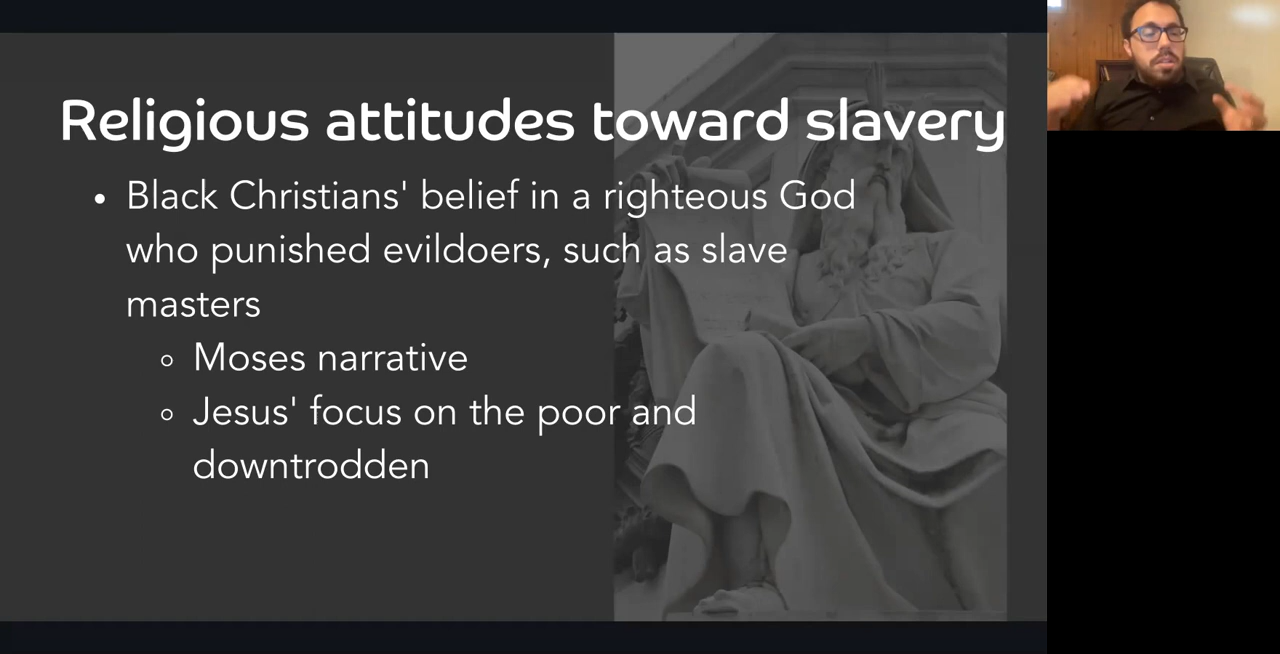 Religious attitudes toward slavery
• Black Christians' belief in a righteous God
who punished evildoers, such as slave
masters
◦ Moses narrative
◦ Jesus' focus on the poor and
downtrodden